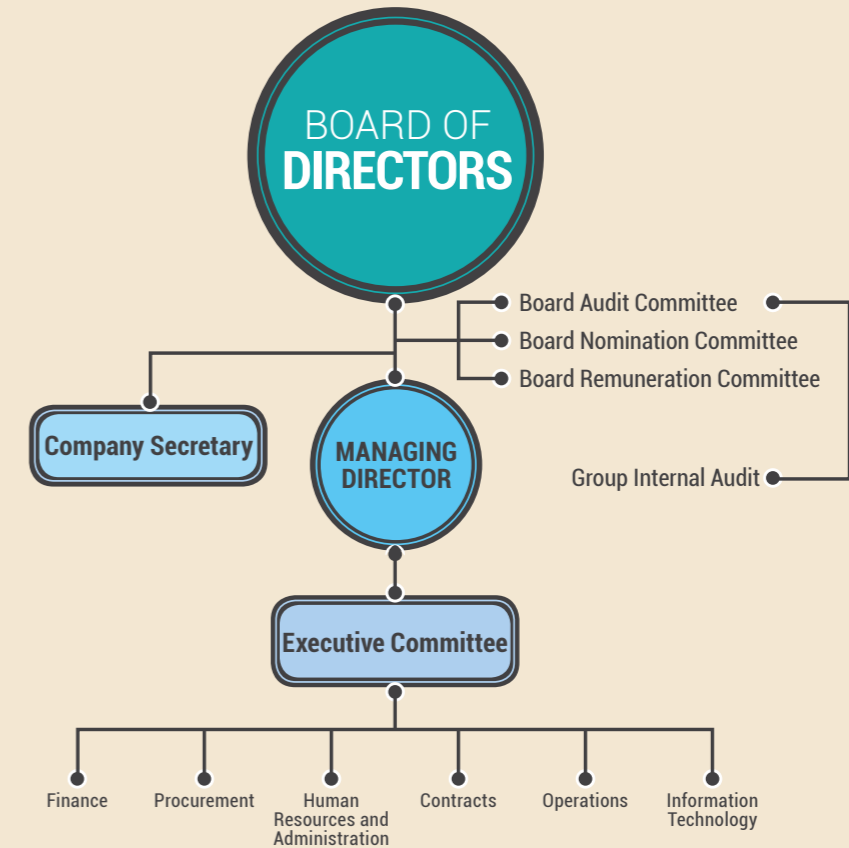 BOARD OF
DIRECTORS
Board Audit Committee
Board Nomination Committee
Board Remuneration Committee
Company Secretary
MANAGING
DIRECTOR
Group Internal Audit
Executive Committee
Finance
Procurement
Human
Resources and
Administration
Contracts
Operations
Information
Technology